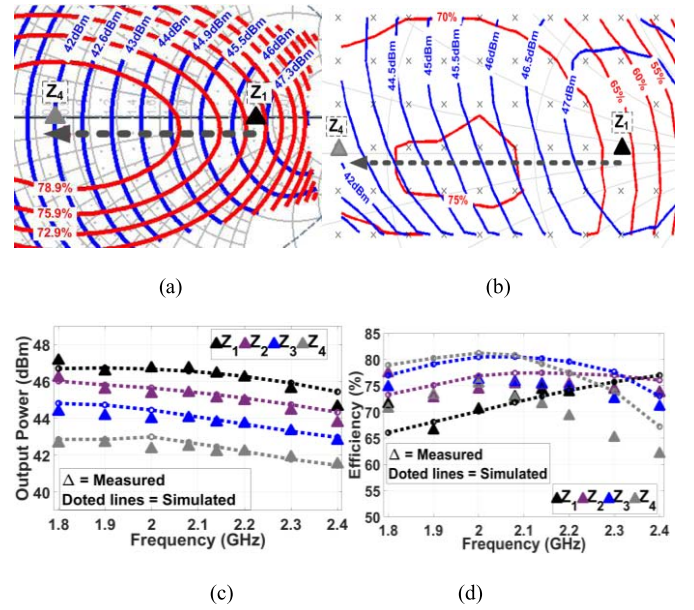 42dBm
42.6dBm
43dBm
44dBm
44.9dBm
45.5dBm
46dBm
47.3dBm
Z4
Z1
78.9%
75.9%
72.9%
(a)
70%
44.5dBm
45dBm
45.5dBm
46dBm
46.5dBm
47dBm
65%
60%
55%
Z4
Z1
42dBm
75%
(b)
Output Power (dBm)
48
46
44
42
40
Z1 Z2 Z3 Z4
Δ = Measured
Doted lines = Simulated
1.8 1.9 2 2.1 2.2 2.3 2.4
Frequency (GHz)
(c)
Efficiency (%)
85
80
75
70
65
60
55
50
Δ = Measured
Doted lines = Simulated
Z1 Z2 Z3 Z4
1.8 1.9 2 2.1 2.2 2.3 2.4
Frequency (GHz)
(d)